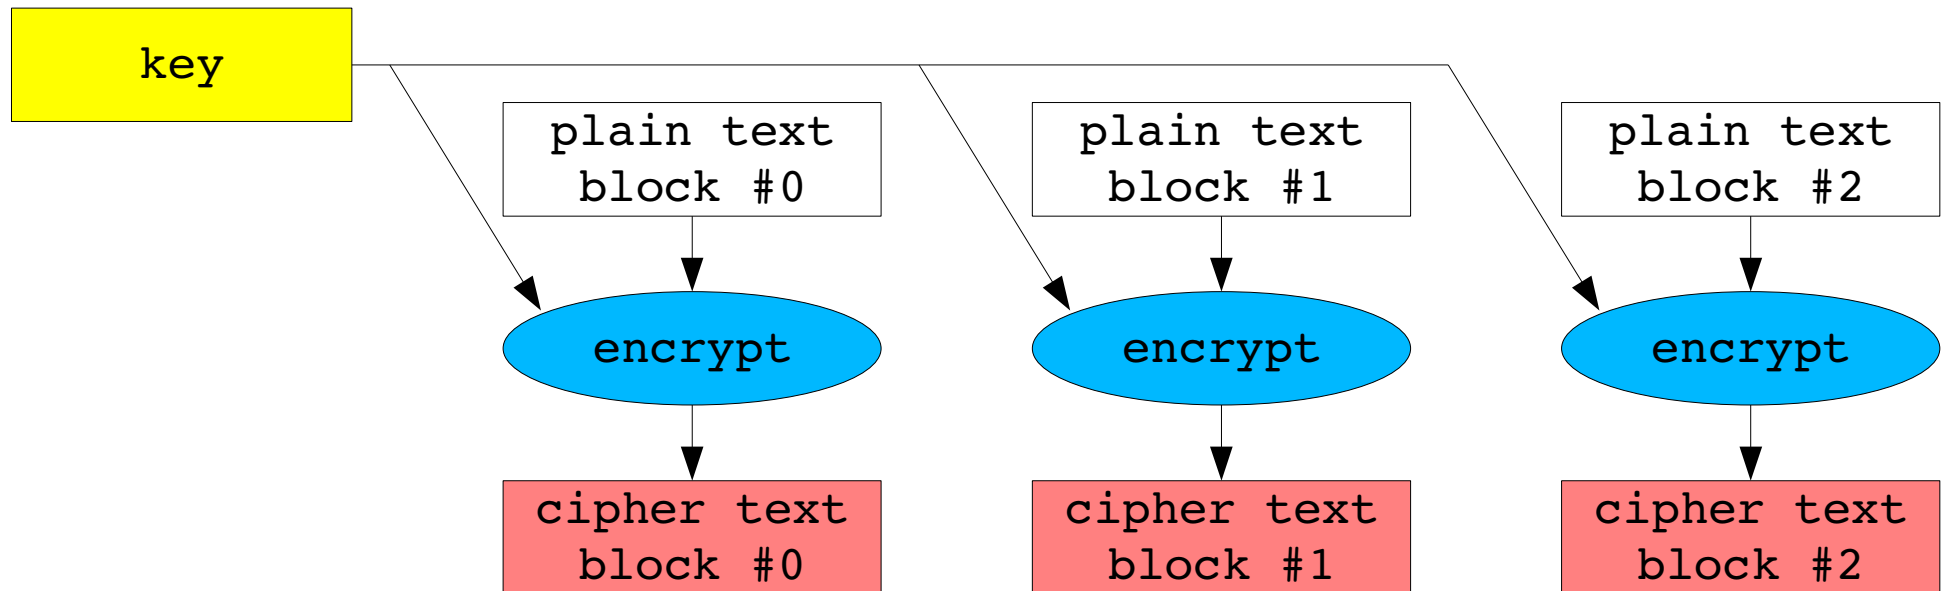 key
plain text
block #0
plain text
block #1
plain text
block #2
encrypt
encrypt
encrypt
cipher text
block #0
cipher text
block #1
cipher text
block #2